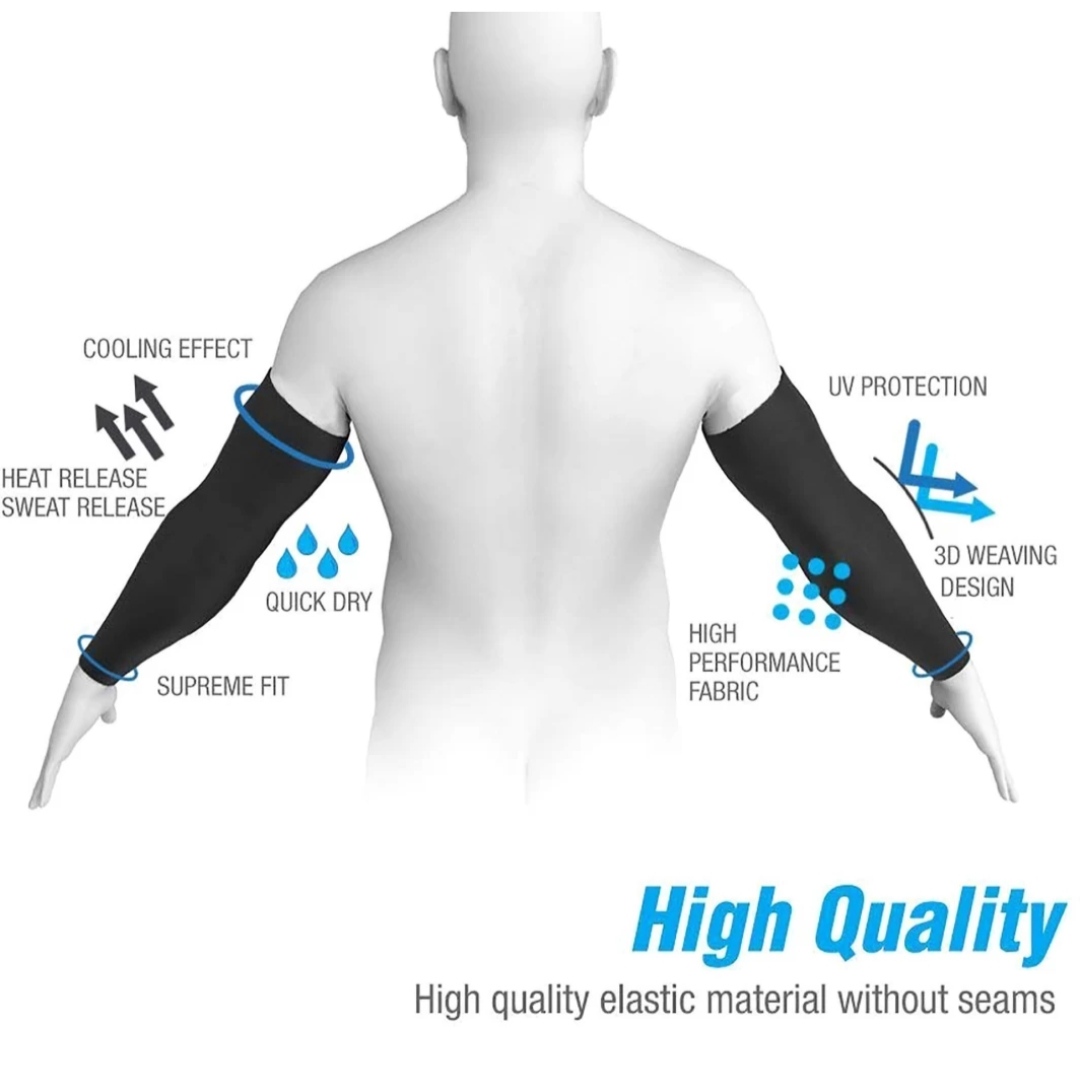 COOLING EFFECT
HEAT RELEASE
SWEAT RELEASE
QUICK DRY
SUPREME FIT
UV PROTECTION
3D WEAVING
DESIGN
HIGH
PERFORMANCE
FABRIC
High Quality
High quality elastic material without seams